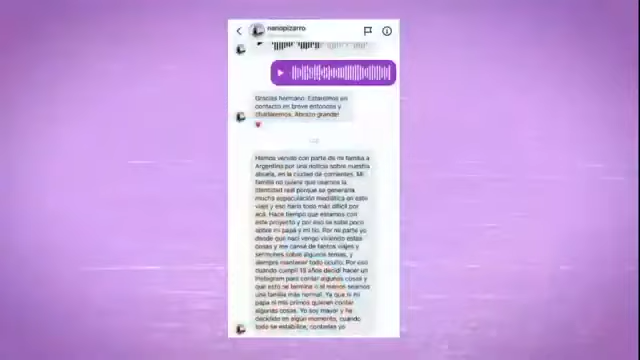 nanopizarro
Gracias hermano. Estaremos en
contacto en breve entonces y
charlaremos. Abrazo grande!
Hemos venido con parte de mi familia a
Argentina por una noticia sobre nuestra
abuela, en la ciudad de corrientes. Mi
familia no quiere que usemos la
identidad real porque se generaria
mucha especulación mediática en este
viaje y eso haria todo más difícil por
acá. Hace tiempo que estamos con
este proyecto y por eso se sabe poco
sobre mi papá y mi tio. Por mi parte yo
desde que naci vengo viviendo estas
cosas y me cansé de tantos viajes y
sermones sobre algunos temas, y
siempre mantener todo oculto. Por eso
cuando cumplí 15 años decidí hacer un
Instagram para contar algunas cosas y
que esto se termine o al menos seamos
una familia más normal. Ya que ni mi
papa ni mis primos quieren contar
algunas cosas. Yo soy mayor y he
decidido en algún momento, cuando
todo se estabilice, contarles yo